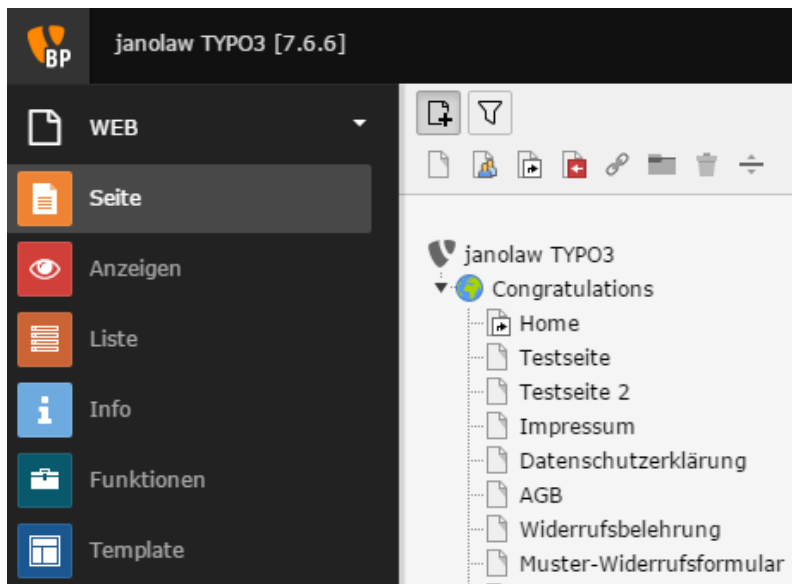 BP
janolaw TYPO3 [7.6.6]
WEB
Seite
Anzeigen
Liste
Info
Funktionen
Template
janolaw TYPO3
Congratulations
Home
Testseite
Testseite 2
Impressum
Datenschutzerklärung
AGB
Widerrufsbelehrung
Muster-Widerrufsformular